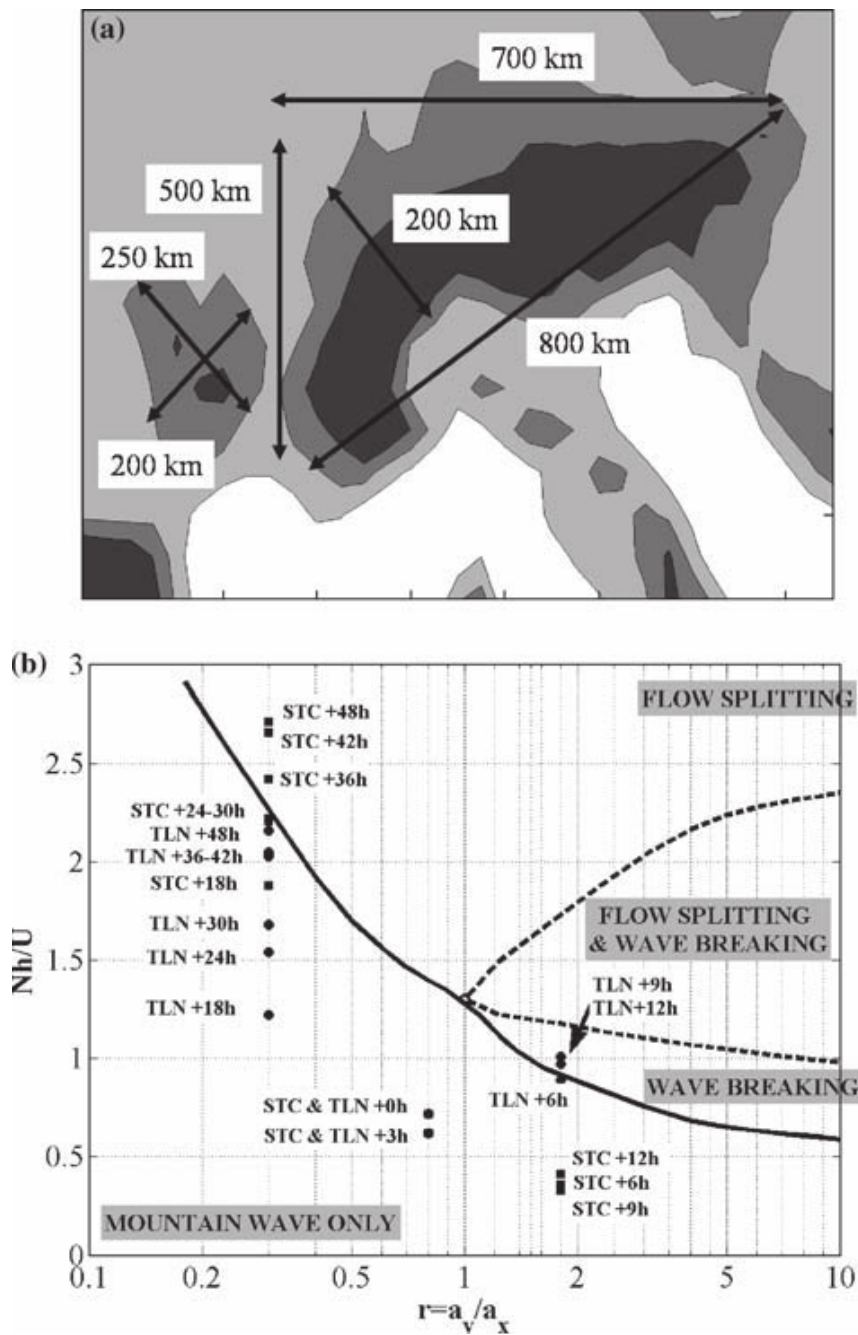 (a)
700 km
500 km
200 km
250 km
800 km
200 km
(b)
3
FLOW SPLITTING
STC +48h
STC +42h
2.5
STC +36h
STC +24-30h
TLN +48h
2
TLN +36-42h
STC +18h
FLOW SPLITTING
& WAVE BREAKING
TLN +30h
Nh/U
1.5
TLN +24h
TLN +9h
TLN+12h
TLN +18h
1
WAVE BREAKING
TLN +6h
STC & TLN +0h
STC & TLN +3h
0.5
STC +12h
STC +6h
STC +9h
MOUNTAIN WAVE ONLY
0
0.1 0.2 0.5 1 2 5 10
r=a_y/a_x